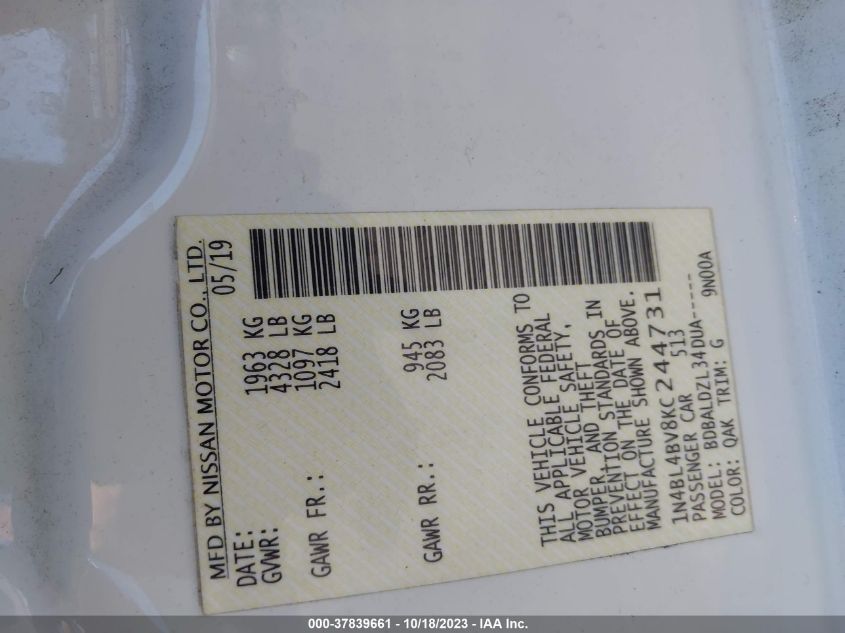 MFD BY NISSAN MOTOR CO., LTD.
DATE: 05/19
GVWR: 1963 KG
4328 LB
GAWR FR.: 1097 KG
2418 LB
GAWR RR.: 945 KG
2083 LB
THIS VEHICLE CONFORMS TO
ALL APPLICABLE FEDERAL
MOTOR VEHICLE SAFETY,
BUMPER, AND THEFT
PREVENTION STANDARDS IN
EFFECT ON THE DATE OF
MANUFACTURE SHOWN ABOVE.
1N4BL4BV8KC244731
PASSENGER CAR 513
MODEL: BDBALDZL34DUA-----
COLOR: QAK TRIM: G 9N00A
000-37839661 - 10/18/2023 - IAA Inc.